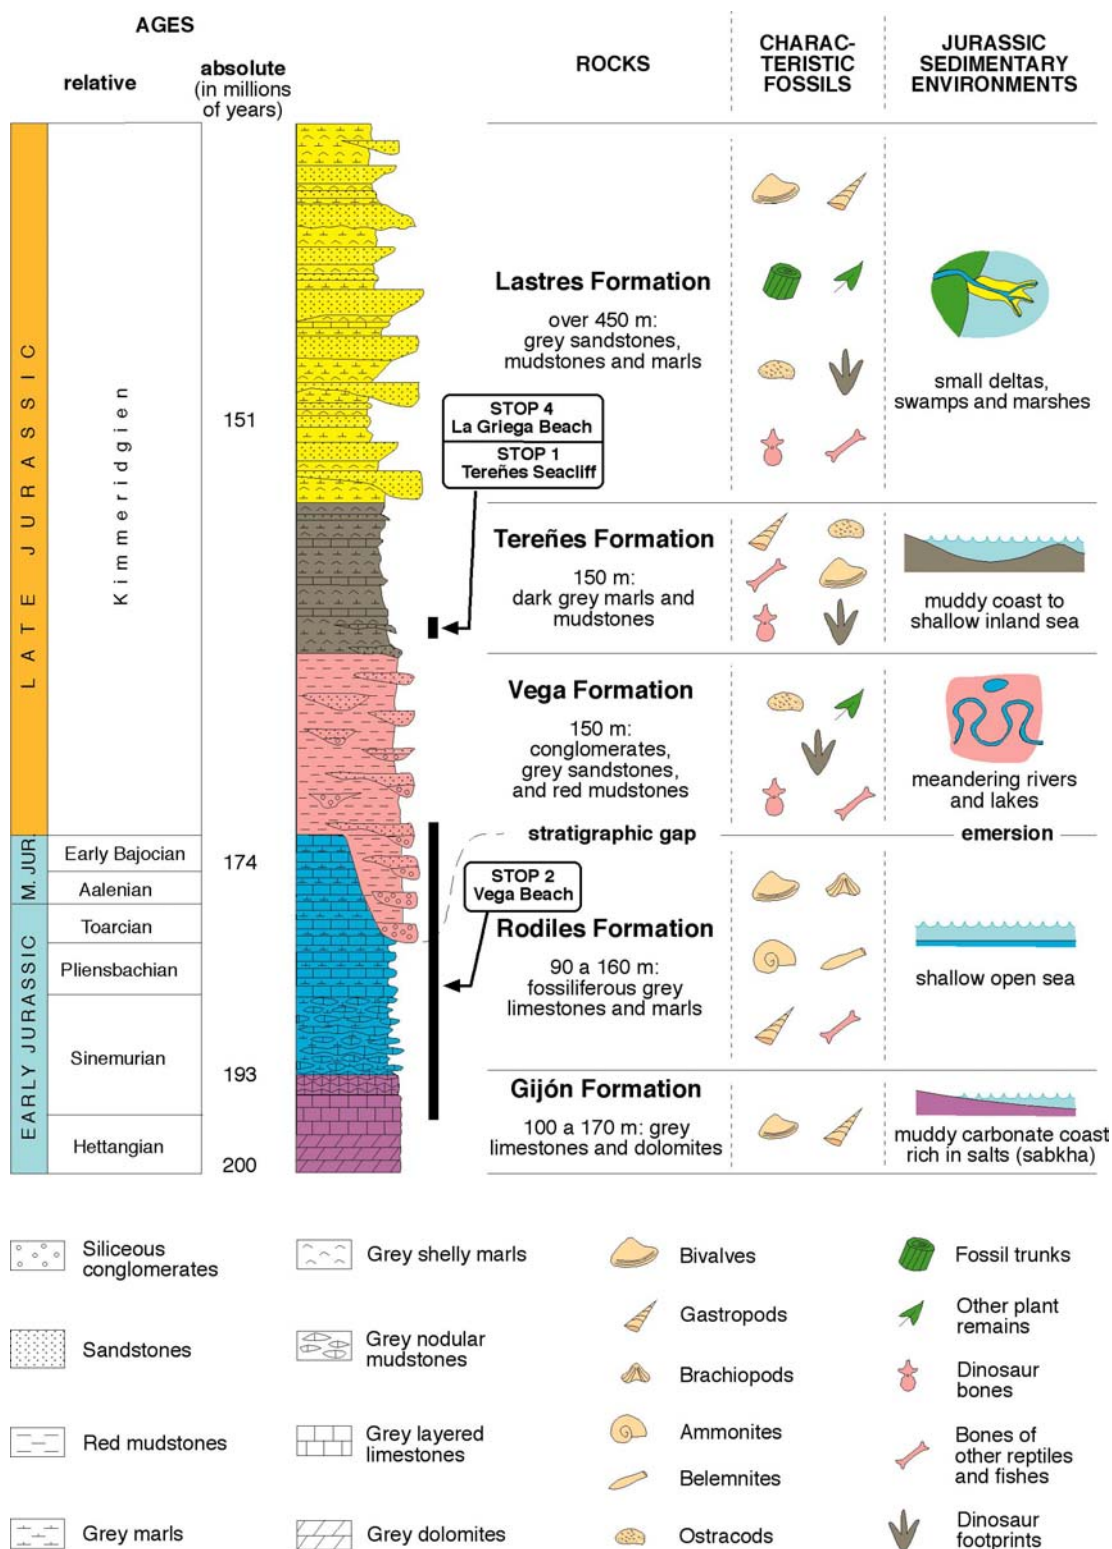 AGES
relative
absolute
(in millions
of years)
ROCKS
CHARAC-
TERISTIC
FOSSILS
JURASSIC
SEDIMENTARY
ENVIRONMENTS
LATE JURASSIC
Kimmeridgien
151
M. JUR.
Early Bajocian
174
Aalenian
EARLY JURASSIC
Toarcian
Pliensbachian
Sinemurian
193
Hettangian
200
STOP 4
La Griega Beach
STOP 1
Tereñes Seacliff
STOP 2
Vega Beach
Lastres Formation
over 450 m:
grey sandstones,
mudstones and marls
small deltas,
swamps and marshes
Tereñes Formation
150 m:
dark grey marls and
mudstones
muddy coast to
shallow inland sea
Vega Formation
150 m:
conglomerates,
grey sandstones,
and red mudstones
meandering rivers
and lakes
stratigraphic gap
emersion
Rodiles Formation
90 a 160 m:
fossiliferous grey
limestones and marls
shallow open sea
Gijón Formation
100 a 170 m: grey
limestones and dolomites
muddy carbonate coast
rich in salts (sabkha)
Siliceous
conglomerates
Sandstones
Red mudstones
Grey marls
Grey shelly marls
Grey nodular
mudstones
Grey layered
limestones
Grey dolomites
Bivalves
Gastropods
Brachiopods
Ammonites
Belemnites
Ostracods
Fossil trunks
Other plant
remains
Dinosaur
bones
Bones of
other reptiles
and fishes
Dinosaur
footprints